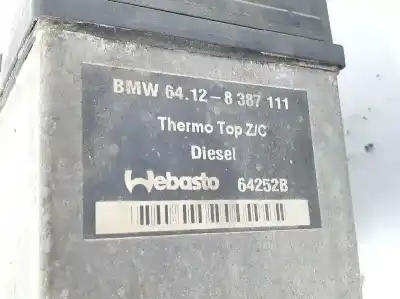 BMW 64.12-8 387 111
Thermo Top Z/C
Diesel
Webasto 64252B